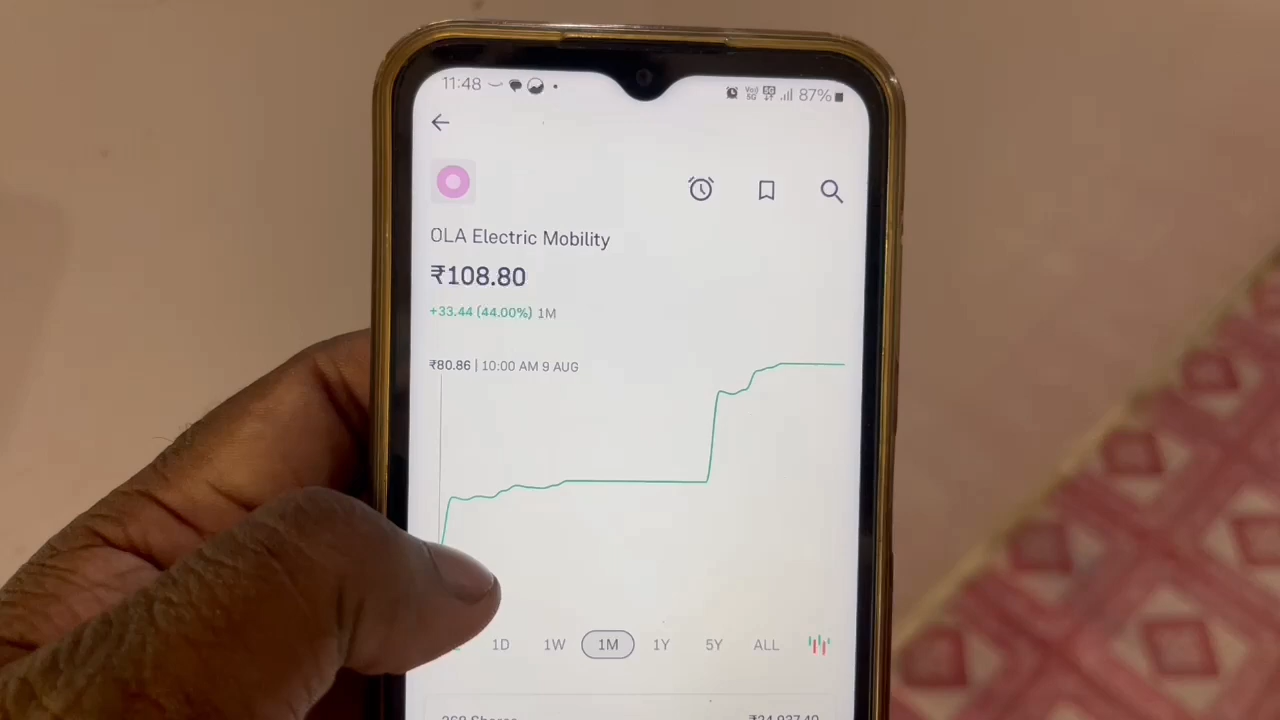 11:48 87%
OLA Electric Mobility
₹108.80
+33.44 (44.00%) 1M
₹80.86 | 10:00 AM 9 AUG
1D 1W 1M 1Y 5Y ALL